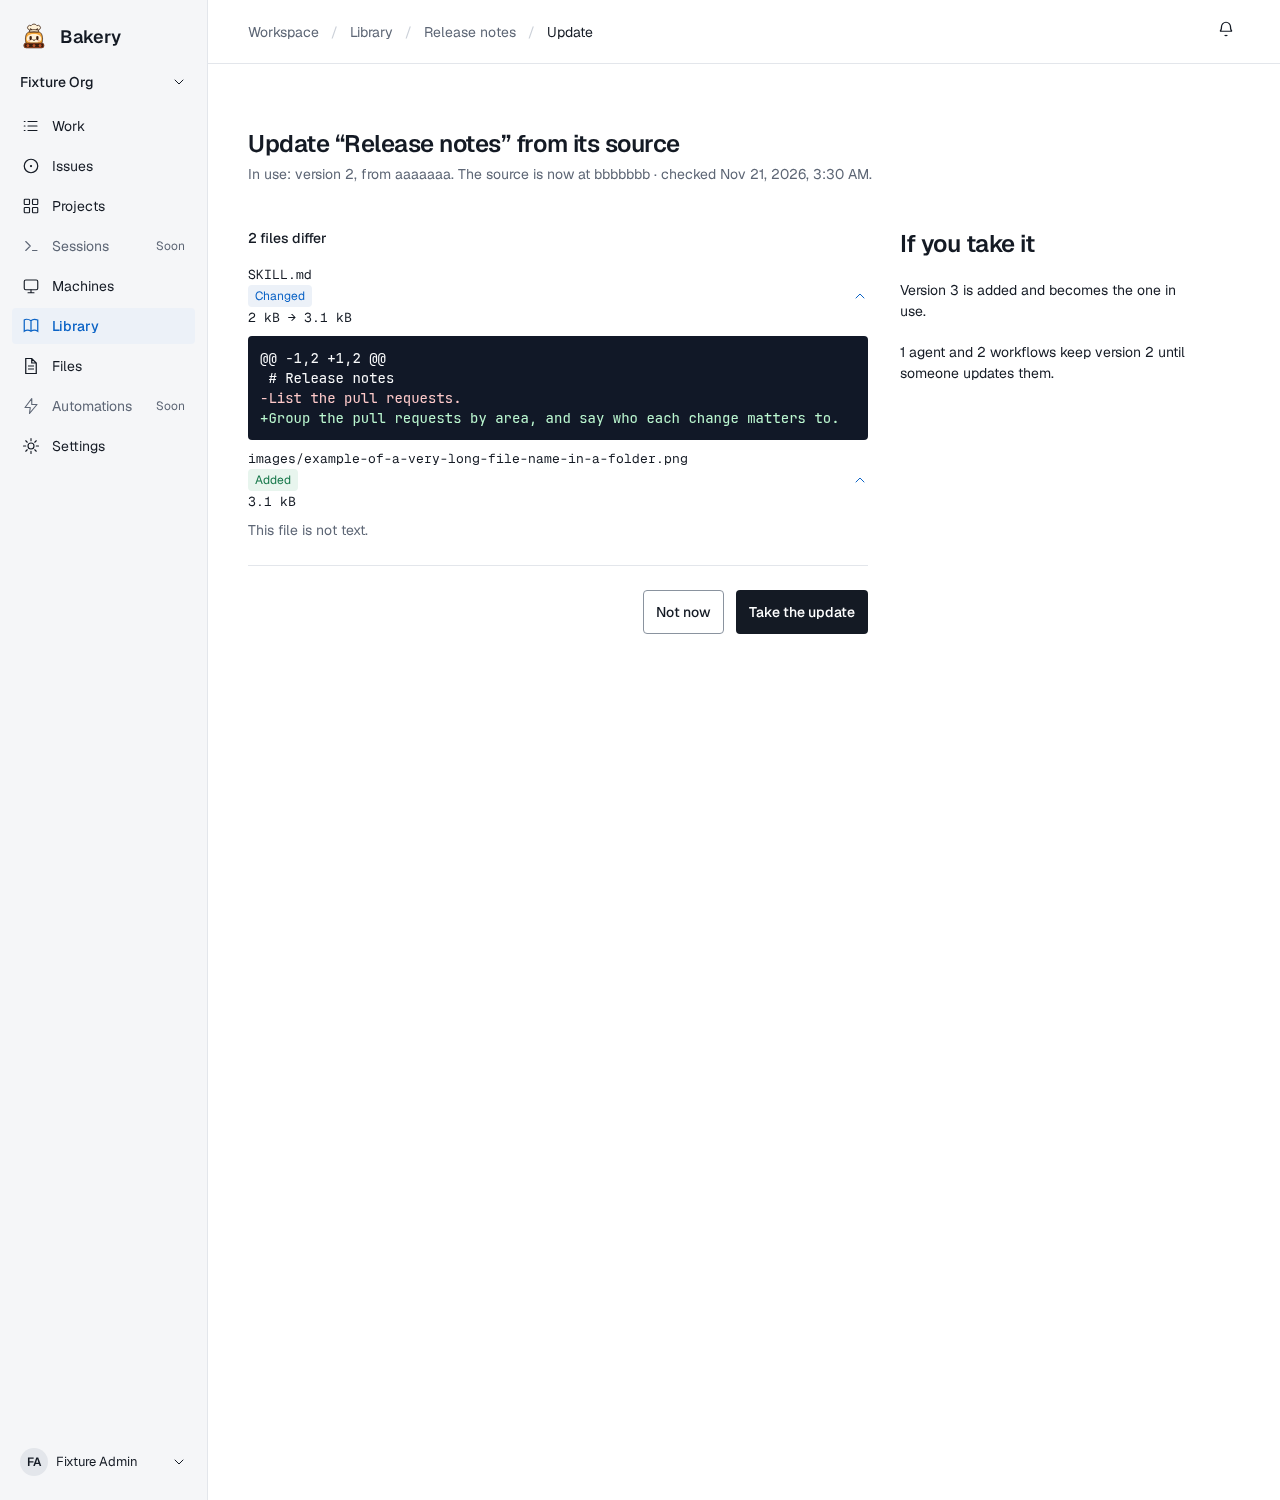 Bakery
Fixture Org
Work
Issues
Projects
Sessions Soon
Machines
Library
Files
Automations Soon
Settings
FA Fixture Admin
Workspace / Library / Release notes / Update
Update “Release notes” from its source
In use: version 2, from aaaaaaa. The source is now at bbbbbbb · checked Nov 21, 2026, 3:30 AM.
2 files differ
SKILL.md
Changed
2 kB → 3.1 kB
@@ -1,2 +1,2 @@
# Release notes
-List the pull requests.
+Group the pull requests by area, and say who each change matters to.
images/example-of-a-very-long-file-name-in-a-folder.png
Added
3.1 kB
This file is not text.
Not now
Take the update
If you take it
Version 3 is added and becomes the one in
use.
1 agent and 2 workflows keep version 2 until
someone updates them.